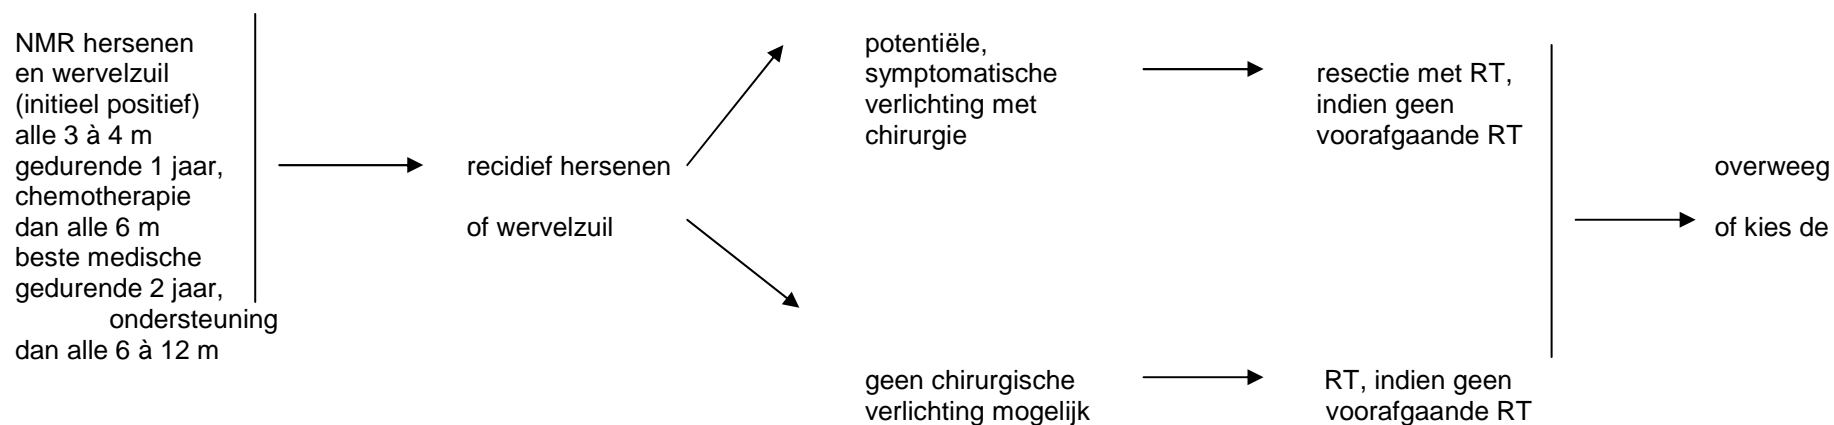 NMR hersenen
en wervelzuil
(initieel positief)
alle 3 à 4 m
gedurende 1 jaar,
chemotherapie
dan alle 6 m
beste medische
gedurende 2 jaar,
ondersteuning
dan alle 6 à 12 m
recidief hersenen
of wervelzuil
potentiële,
symptomatische
verlichting met
chirurgie
resectie met RT,
indien geen
voorafgaande RT
geen chirurgische
verlichting mogelijk
RT, indien geen
voorafgaande RT
overweeg
of kies de